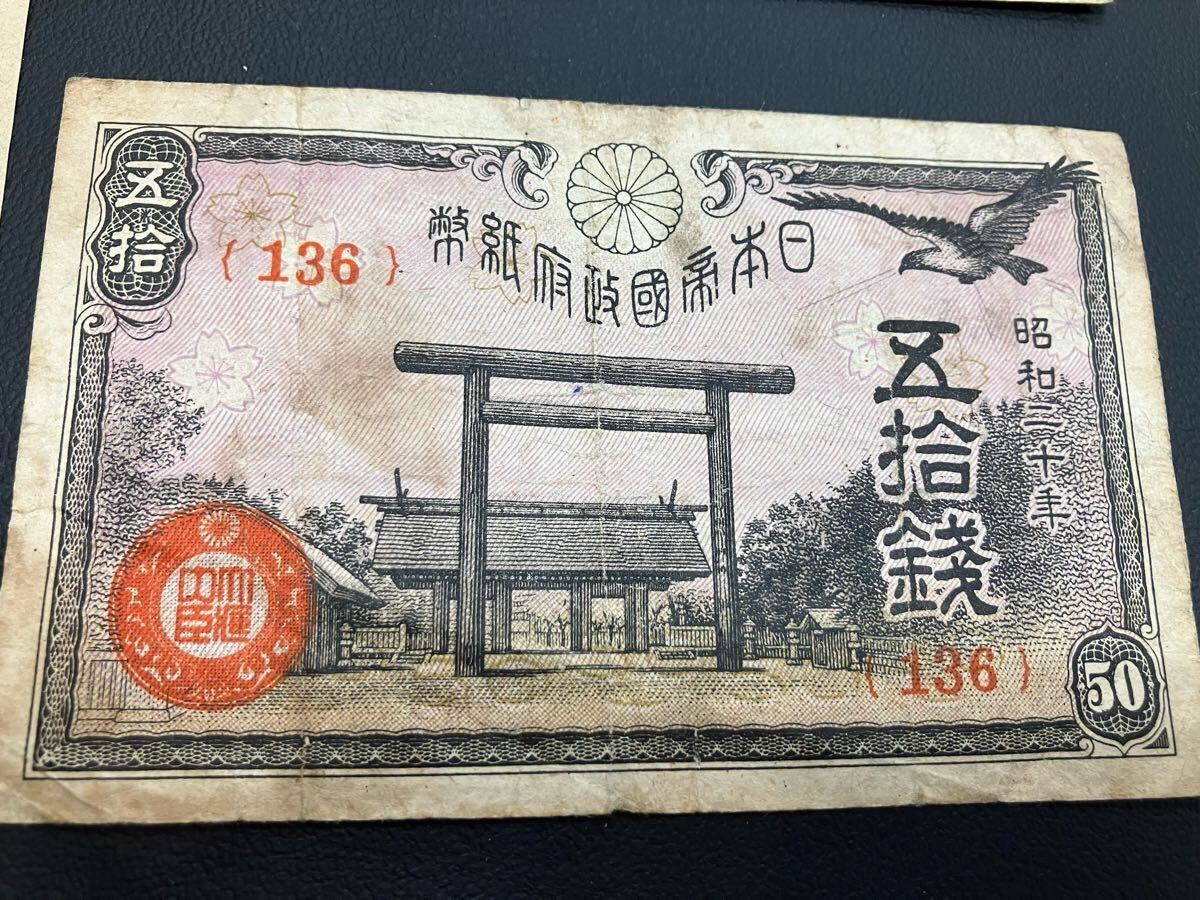 五拾
{136}
日本帝國政府紙幣
昭和二十年
五拾錢
{136}
50